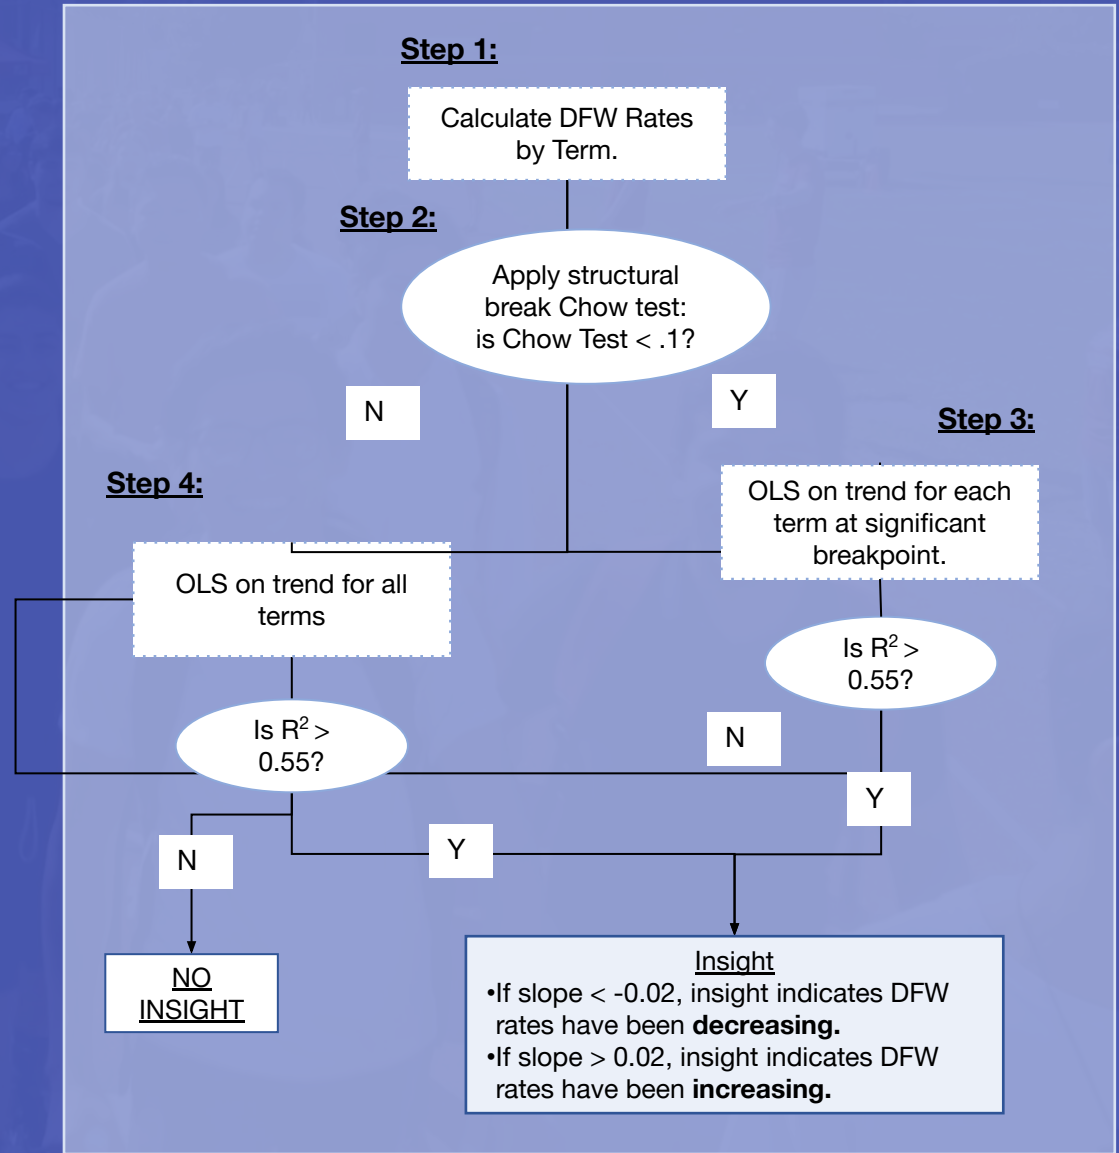 Step 1:
Calculate DFW Rates
by Term.
Step 2:
Apply structural
break Chow test:
is Chow Test < .1?
N
Y
Step 3:
OLS on trend for each
term at significant
breakpoint.
Step 4:
OLS on trend for all
terms
Is R² >
0.55?
Is R² >
0.55?
N
Y
N
Y
NO
INSIGHT
Insight
•If slope < -0.02, insight indicates DFW
rates have been decreasing.
•If slope > 0.02, insight indicates DFW
rates have been increasing.